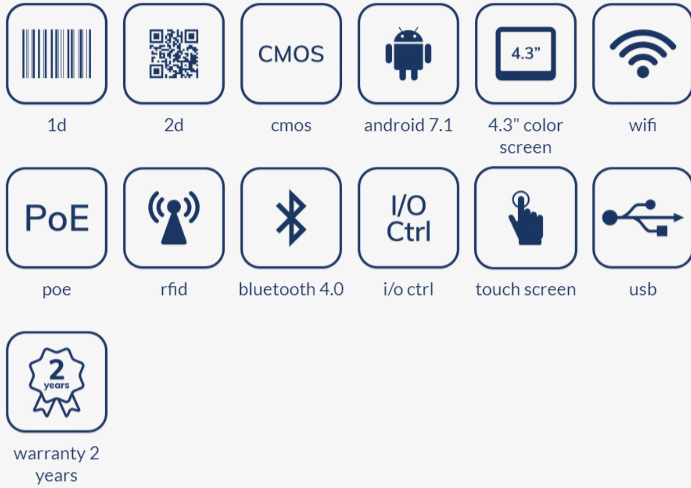 CMOS
4.3"
1d
2d
cmos
android 7.1
4.3" color
screen
wifi
PoE
I/O
Ctrl
poe
rfid
bluetooth 4.0
i/o ctrl
touch screen
usb
2
years
warranty 2
years